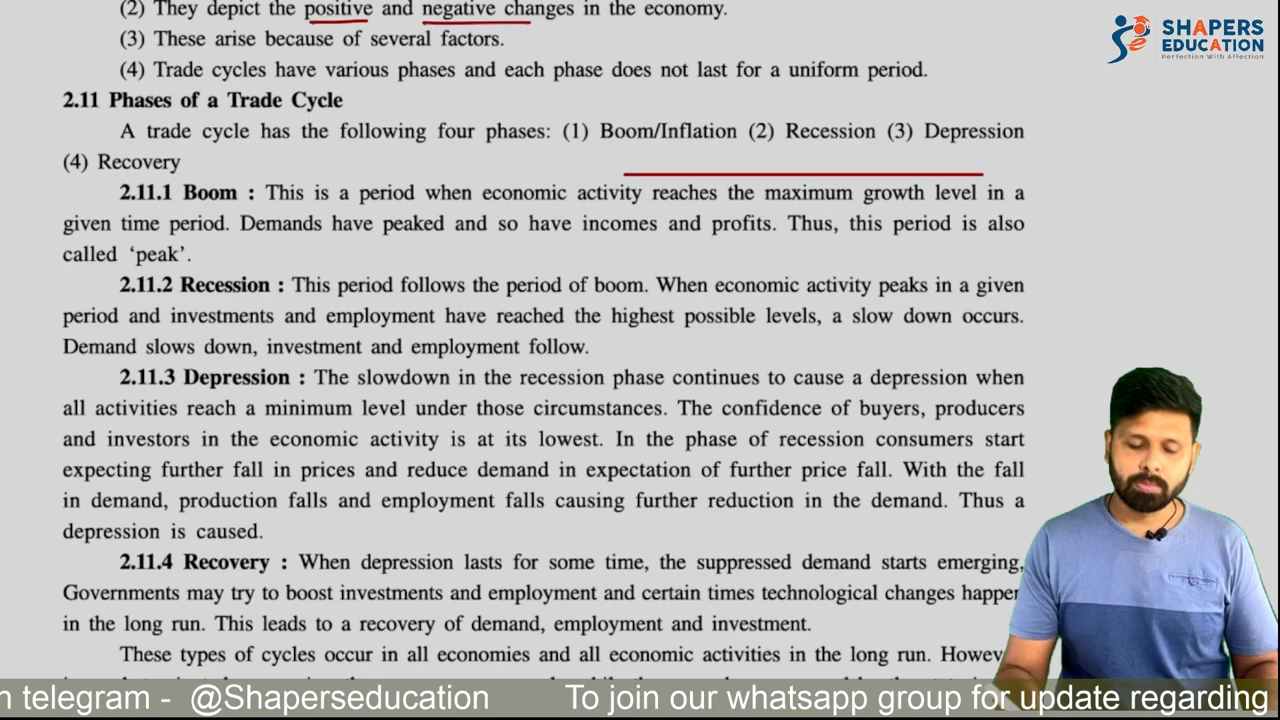 (2) They depict the positive and negative changes in the economy.
(3) These arise because of several factors.
(4) Trade cycles have various phases and each phase does not last for a uniform period.
2.11 Phases of a Trade Cycle
A trade cycle has the following four phases: (1) Boom/Inflation (2) Recession (3) Depression
(4) Recovery
2.11.1 Boom : This is a period when economic activity reaches the maximum growth level in a
given time period. Demands have peaked and so have incomes and profits. Thus, this period is also
called ‘peak’.
2.11.2 Recession : This period follows the period of boom. When economic activity peaks in a given
period and investments and employment have reached the highest possible levels, a slow down occurs.
Demand slows down, investment and employment follow.
2.11.3 Depression : The slowdown in the recession phase continues to cause a depression when
all activities reach a minimum level under those circumstances. The confidence of buyers, producers
and investors in the economic activity is at its lowest. In the phase of recession consumers start
expecting further fall in prices and reduce demand in expectation of further price fall. With the fall
in demand, production falls and employment falls causing further reduction in the demand. Thus a
depression is caused.
2.11.4 Recovery : When depression lasts for some time, the suppressed demand starts emerging,
Governments may try to boost investments and employment and certain times technological changes happen
in the long run. This leads to a recovery of demand, employment and investment.
These types of cycles occur in all economies and all economic activities in the long run. Howev
n telegram - @Shaperseducation To join our whatsapp group for update regarding
SHAPERS
EDUCATION
Perfection With Affection